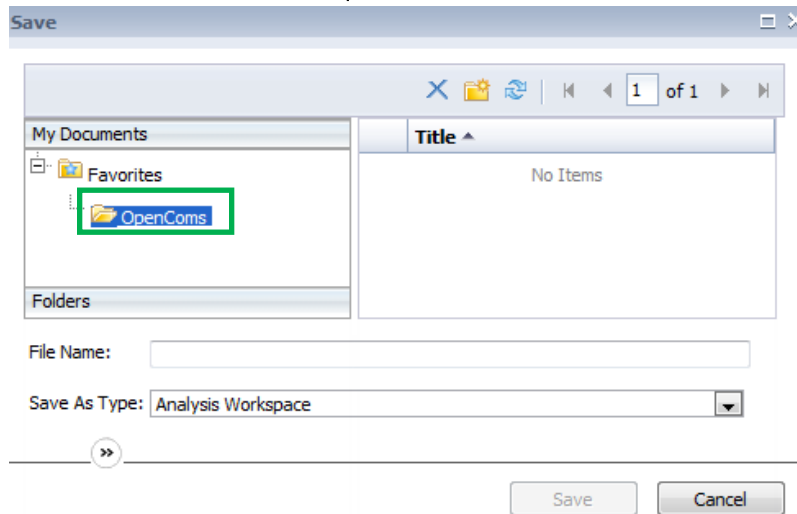 Save
1 of 1
My Documents
Title
Favorites
No Items
OpenComs
Folders
File Name:
Save As Type: Analysis Workspace
Save Cancel